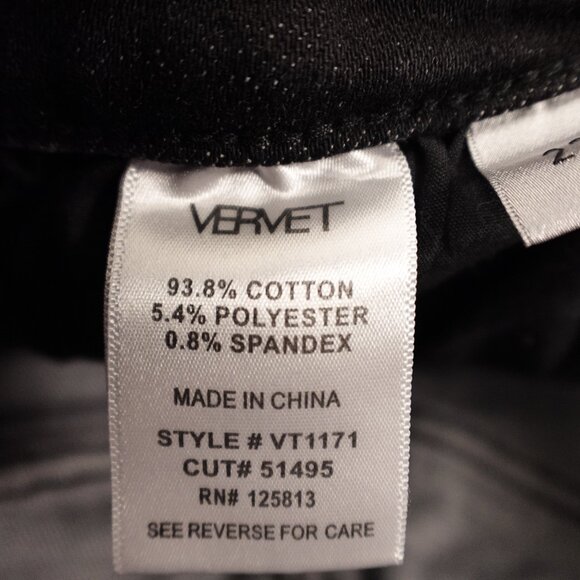 VERVET
93.8% COTTON
5.4% POLYESTER
0.8% SPANDEX
MADE IN CHINA
STYLE # VT1171
CUT# 51495
RN# 125813
SEE REVERSE FOR CARE